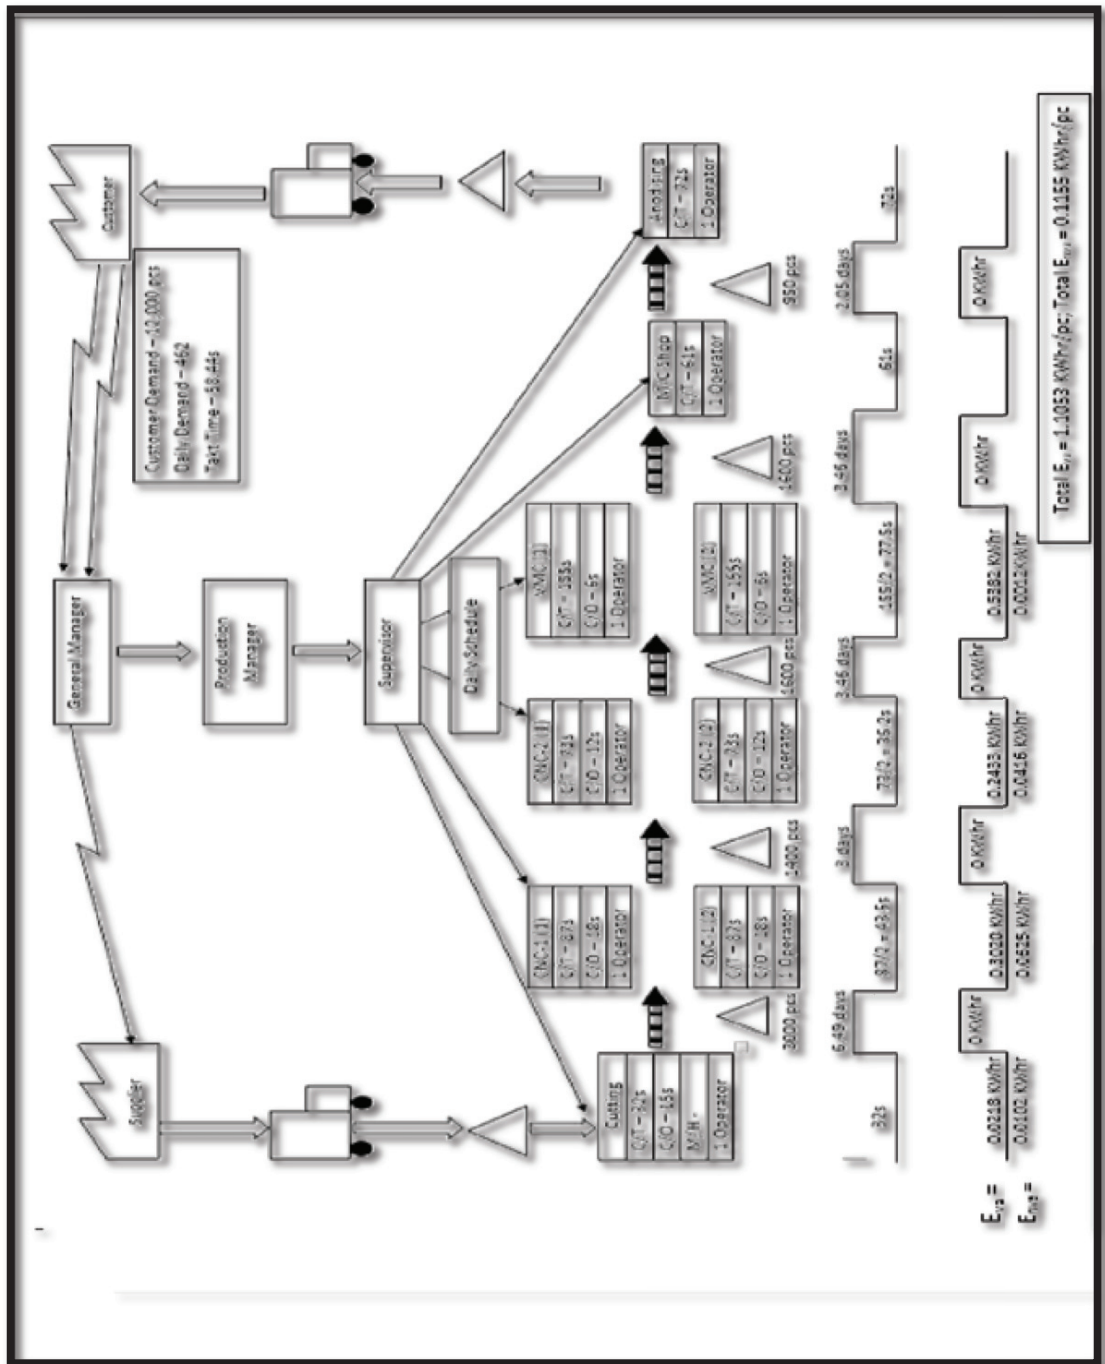 Supplier
General Manager
Customer
Customer Demand – 12,000 pcs
Daily Demand – 462
Takt Time – 58.44s
Production
Manager
Supervisor
Daily Schedule
Cutting
C/T – 32s
C/O – 15s
M/H -
1 Operator
CNC-1 (1)
C/T – 87s
C/O – 18s
1 Operator
CNC-1 (2)
C/T – 87s
C/O – 18s
1 Operator
CNC-2 (1)
C/T – 73s
C/O – 12s
1 Operator
CNC-2 (2)
C/T – 73s
C/O – 12s
1 Operator
VMC (1)
C/T – 155s
C/O – 6s
1 Operator
VMC (2)
C/T – 155s
C/O – 6s
1 Operator
M/C Shop
C/T – 61s
1 Operator
Anodising
C/T – 72s
1 Operator
3000 pcs
1400 pcs
1600 pcs
1600 pcs
950 pcs
32s
6.49 days
87/2 = 43.5s
3 days
73/2 = 36.2s
3.46 days
155/2 = 77.5s
3.46 days
61s
2.05 days
72s
Eva =
0.0218 KWhr
0 KWhr
0.3020 KWhr
0 KWhr
0.2433 KWhr
0 KWhr
0.5382 KWhr
0 KWhr
0 KWhr
Enva =
0.0102 KWhr
0.0625 KWhr
0.0416 KWhr
0.0012 KWhr
Total Eva = 1.1053 KWhr/pc; Total Enva = 0.1155 KWhr/pc